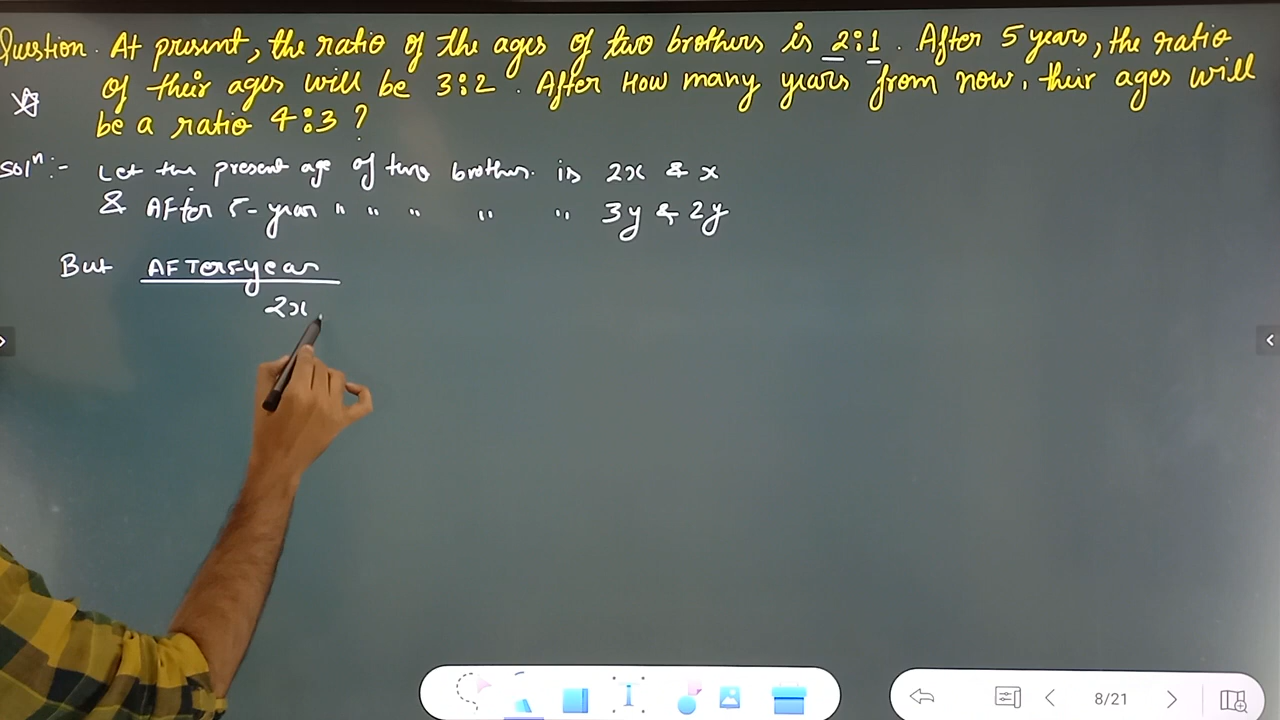 Question. At present, the ratio of the ages of two brothers is 2:1. After 5 years, the ratio
of their ages will be 3:2. After How many years from now, their ages will
be a ratio 4:3?
Solⁿ:- Let the present age of two brothers. is 2x & x
& AFter 5-year " " " " " 3y & 2y
But AFTer5-year
2x
8/21